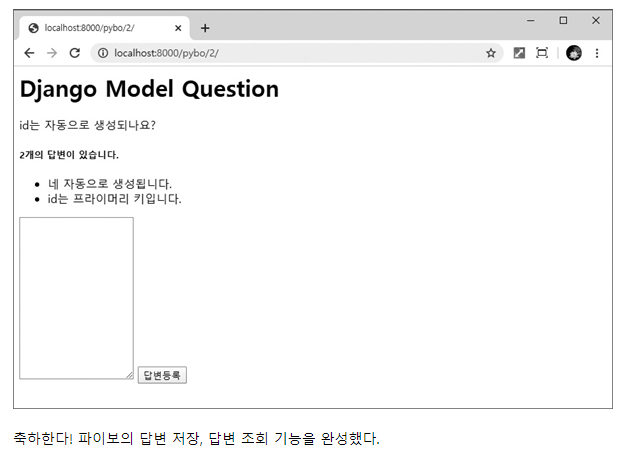 localhost:8000/pybo/2/
localhost:8000/pybo/2/
Django Model Question
id는 자동으로 생성되나요?
2개의 답변이 있습니다.
네 자동으로 생성됩니다.
id는 프라이머리 키입니다.
답변등록
축하한다! 파이보의 답변 저장, 답변 조회 기능을 완성했다.